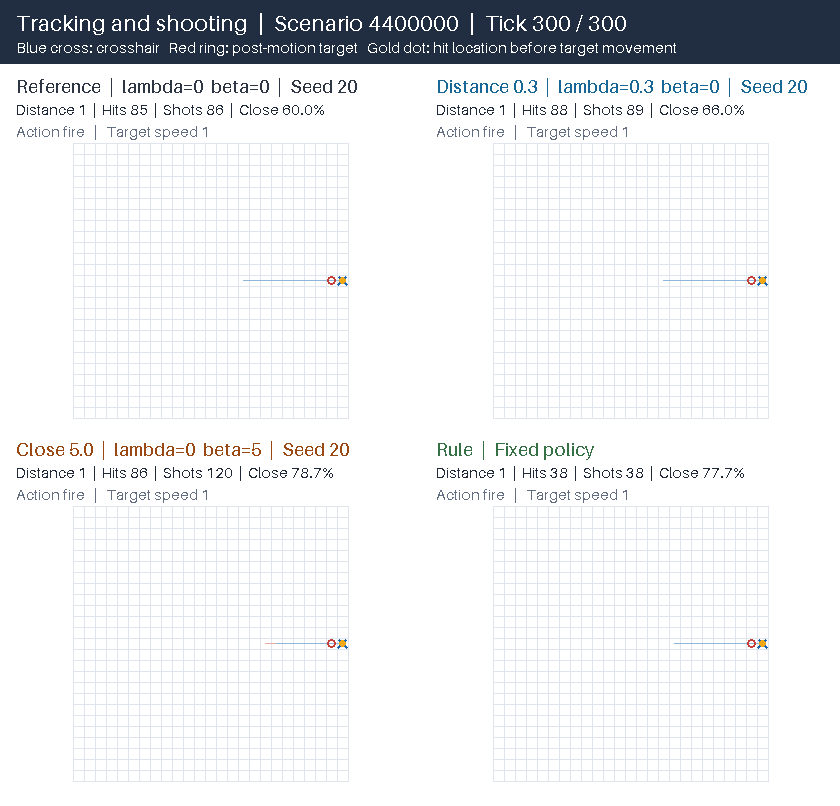 Tracking and shooting | Scenario 4400000 | Tick 300 / 300
Blue cross: crosshair Red ring: post-motion target Gold dot: hit location before target movement
Reference | lambda=0 beta=0 | Seed 20
Distance 1 | Hits 85 | Shots 86 | Close 60.0%
Action fire | Target speed 1
Distance 0.3 | lambda=0.3 beta=0 | Seed 20
Distance 1 | Hits 88 | Shots 89 | Close 66.0%
Action fire | Target speed 1
Close 5.0 | lambda=0 beta=5 | Seed 20
Distance 1 | Hits 86 | Shots 120 | Close 78.7%
Action fire | Target speed 1
Rule | Fixed policy
Distance 1 | Hits 38 | Shots 38 | Close 77.7%
Action fire | Target speed 1